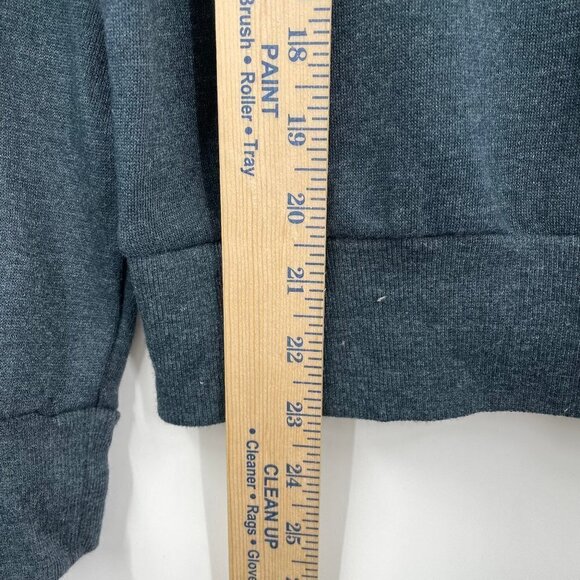 18
19
20
21
22
23
24
25
PAINT
Brush • Roller • Tray
CLEAN UP
• Cleaner • Rags • Glove